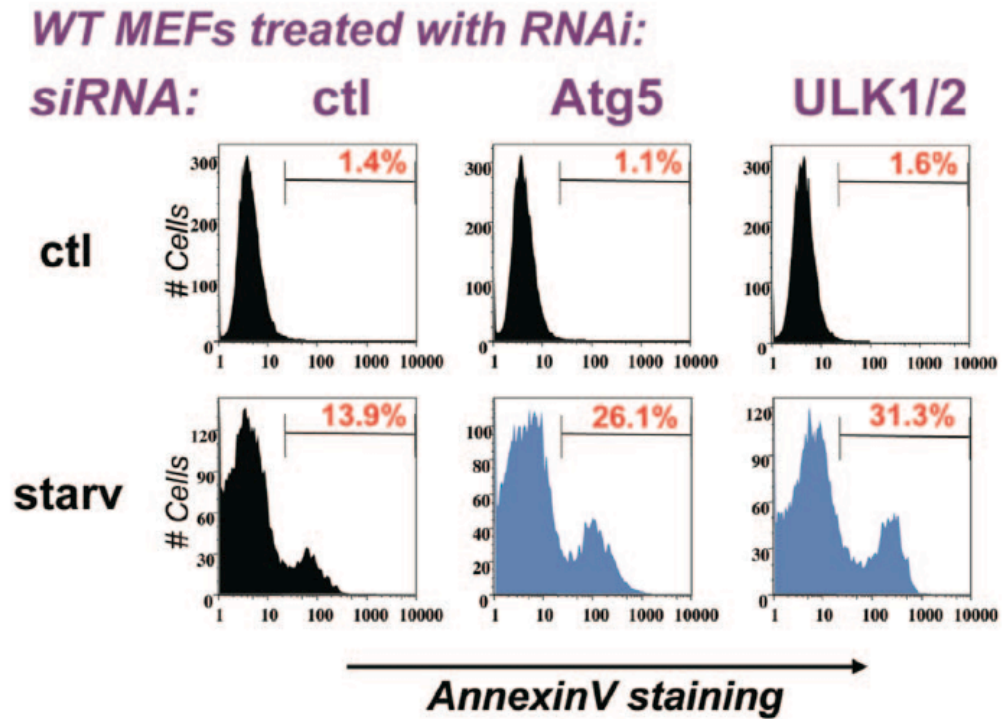 WT MEFs treated with RNAi:
siRNA: ctl Atg5 ULK1/2
ctl
# Cells
300
200
100
0
1.4%
1 10 100 1000 10000
300
200
100
0
1.1%
1 10 100 1000 10000
300
200
100
0
1.6%
1 10 100 1000 10000
starv
# Cells
120
90
60
30
0
13.9%
1 10 100 1000 10000
100
80
60
40
20
0
26.1%
1 10 100 1000 10000
120
90
60
30
0
31.3%
1 10 100 1000 10000
AnnexinV staining